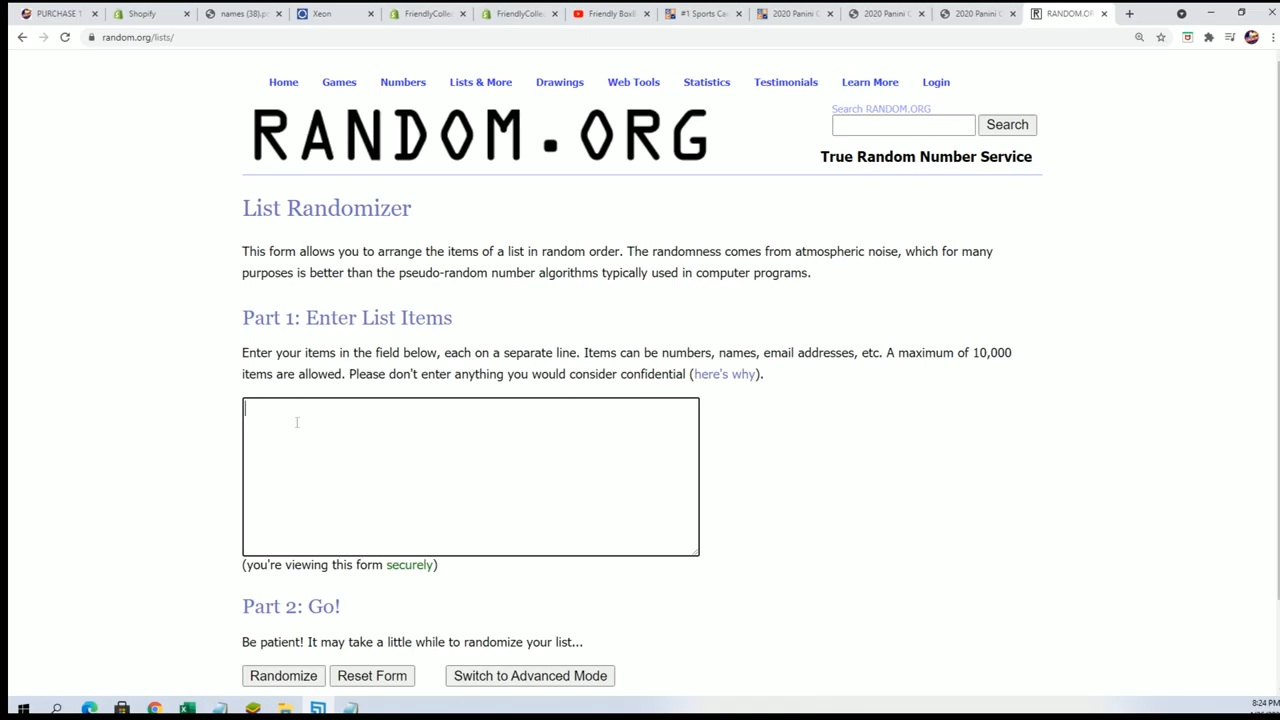 PURCHASE 1
Shopify
names (38).p
Xeon
FriendlyColle
FriendlyColle
Friendly BoxB
#1 Sports Ca
2020 Panini C
2020 Panini C
2020 Panini C
RANDOM.OR
random.org/lists/
Home Games Numbers Lists & More Drawings Web Tools Statistics Testimonials Learn More Login
RANDOM.ORG
Search RANDOM.ORG
Search
True Random Number Service
List Randomizer
This form allows you to arrange the items of a list in random order. The randomness comes from atmospheric noise, which for many
purposes is better than the pseudo-random number algorithms typically used in computer programs.
Part 1: Enter List Items
Enter your items in the field below, each on a separate line. Items can be numbers, names, email addresses, etc. A maximum of 10,000
items are allowed. Please don't enter anything you would consider confidential (here's why).
(you're viewing this form securely)
Part 2: Go!
Be patient! It may take a little while to randomize your list...
Randomize Reset Form Switch to Advanced Mode
8:24 PM